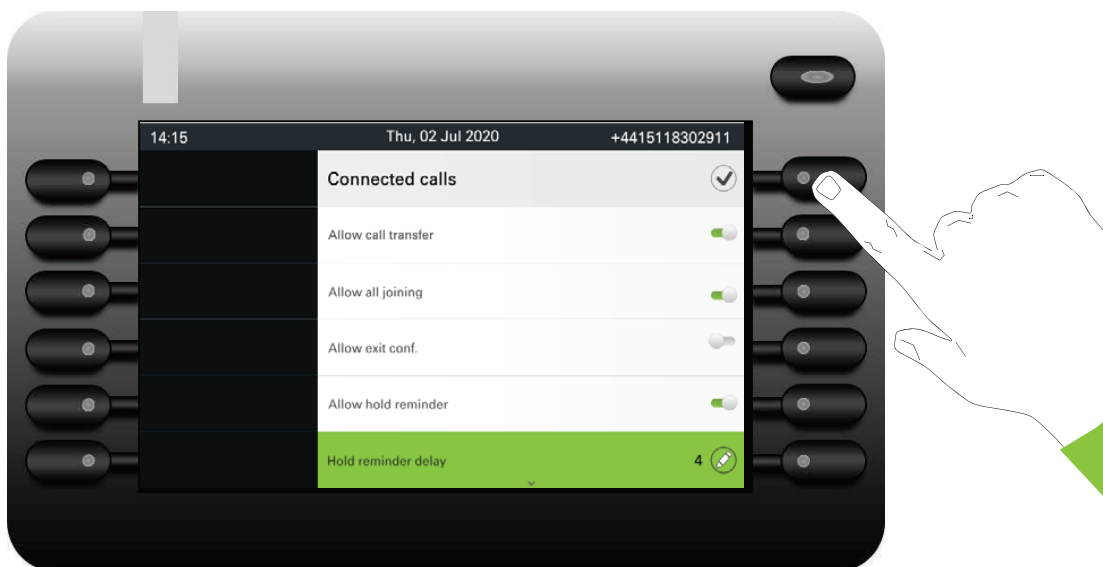 14:15 Thu, 02 Jul 2020 +4415118302911
Connected calls
Allow call transfer
Allow all joining
Allow exit conf.
Allow hold reminder
Hold reminder delay 4